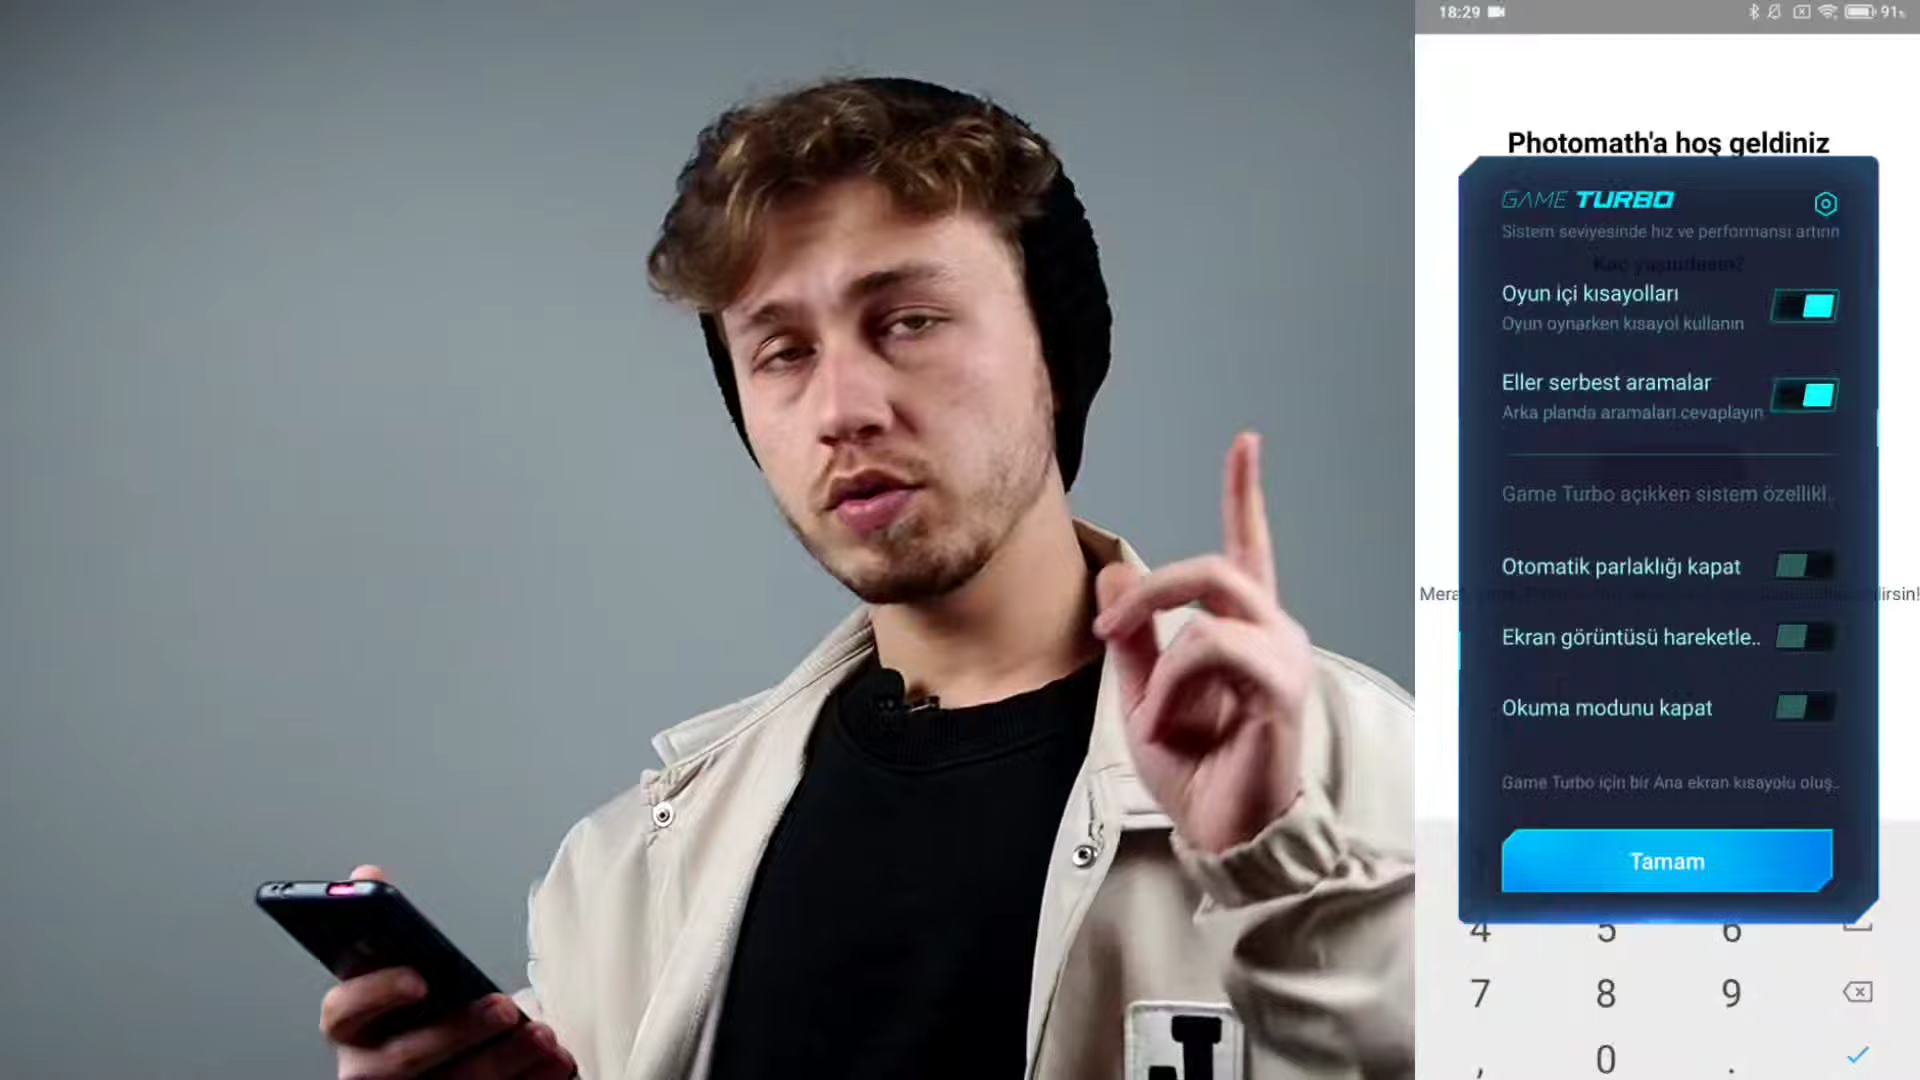 18:29
91
Photomath'a hoş geldiniz
GAME TURBO
Sistem seviyesinde hız ve performansı artırın
Kaç yaşındasın?
Oyun içi kısayolları
Oyun oynarken kısayol kullanın
Eller serbest aramalar
Arka planda aramaları cevaplayın
Game Turbo açıkken sistem özellikl..
Otomatik parlaklığı kapat
Ekran görüntüsü hareketle..
Okuma modunu kapat
Game Turbo için bir Ana ekran kısayolu oluş..
Tamam
4 5 6
7 8 9
, 0 .